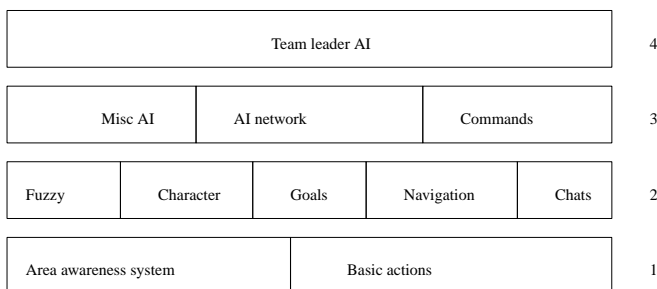 Team leader AI 4
Misc AI AI network Commands 3
Fuzzy Character Goals Navigation Chats 2
Area awareness system Basic actions 1